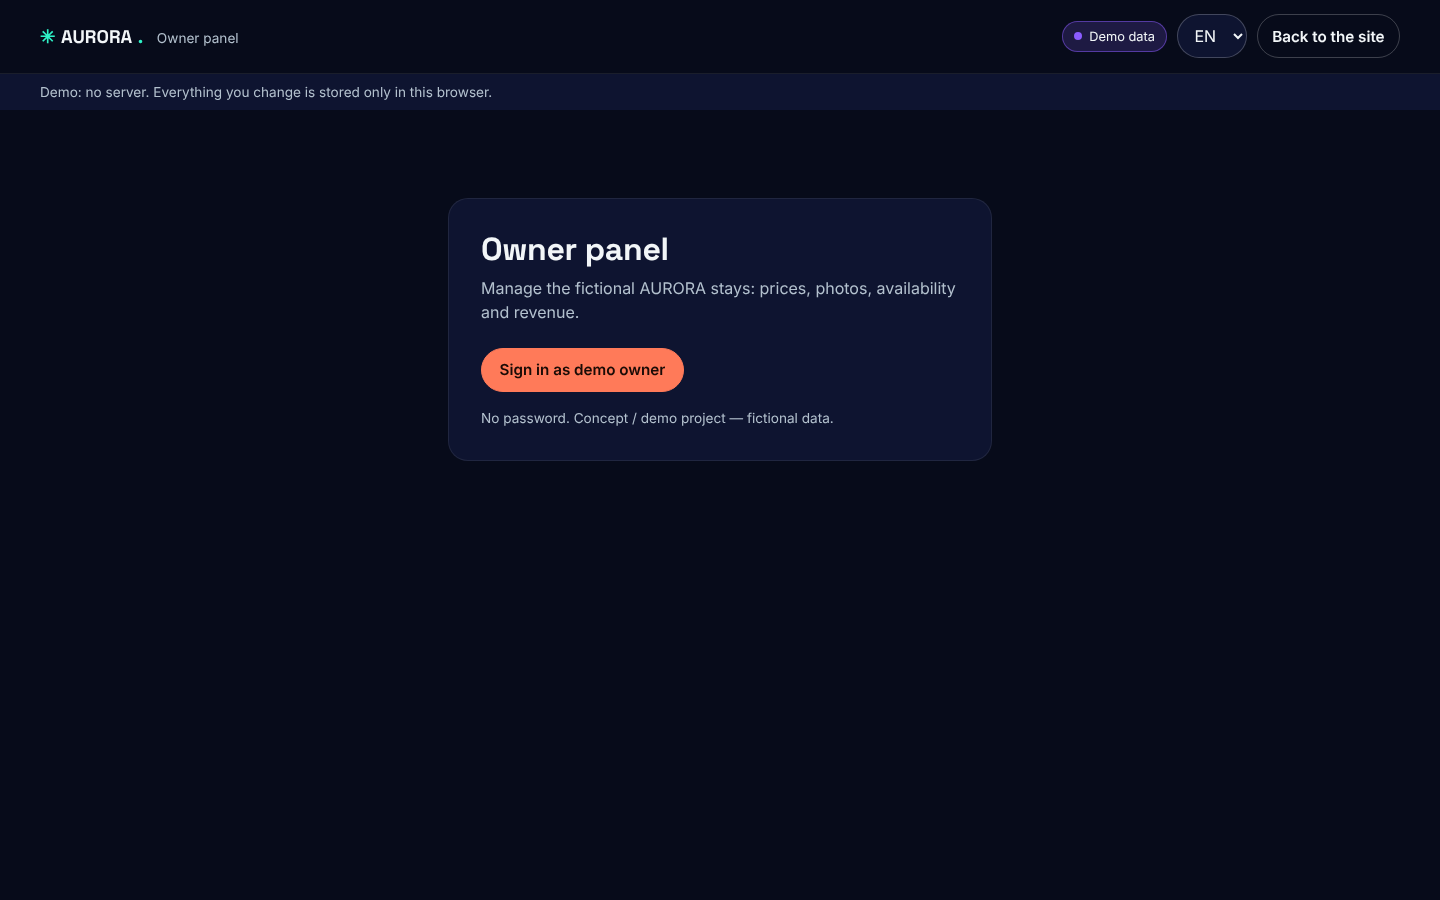 AURORA. Owner panel
Demo data
EN
Back to the site
Demo: no server. Everything you change is stored only in this browser.
Owner panel
Manage the fictional AURORA stays: prices, photos, availability
and revenue.
Sign in as demo owner
No password. Concept / demo project — fictional data.